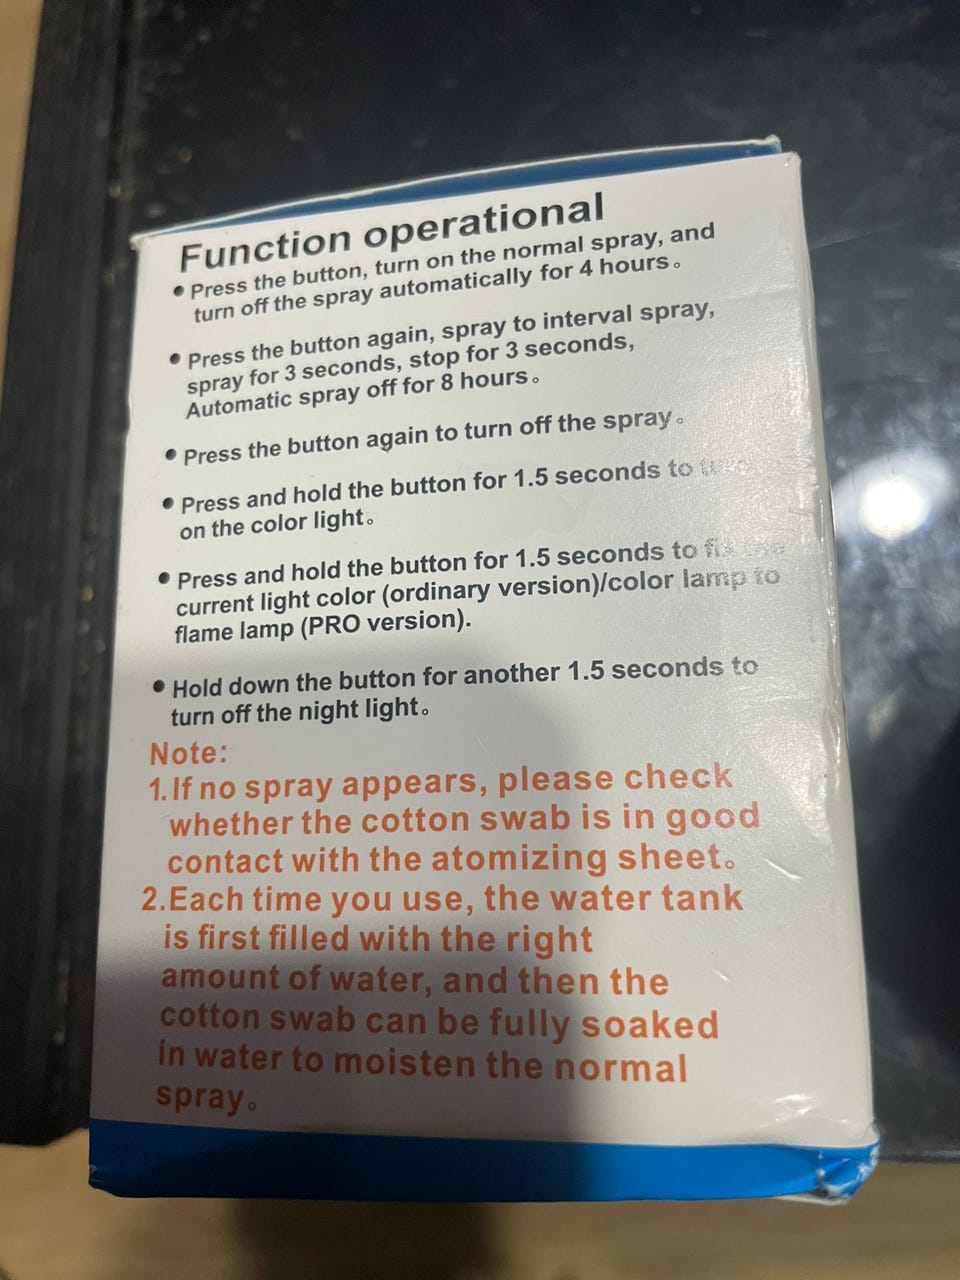 Function operational
• Press the button, turn on the normal spray, and
turn off the spray automatically for 4 hours。
• Press the button again, spray to interval spray,
spray for 3 seconds, stop for 3 seconds,
Automatic spray off for 8 hours。
• Press the button again to turn off the spray。
• Press and hold the button for 1.5 seconds to turn
on the color light。
• Press and hold the button for 1.5 seconds to fix the
current light color (ordinary version)/color lamp to
flame lamp (PRO version).
• Hold down the button for another 1.5 seconds to
turn off the night light。
Note:
1.If no spray appears, please check
whether the cotton swab is in good
contact with the atomizing sheet。
2.Each time you use, the water tank
is first filled with the right
amount of water, and then the
cotton swab can be fully soaked
in water to moisten the normal
spray。